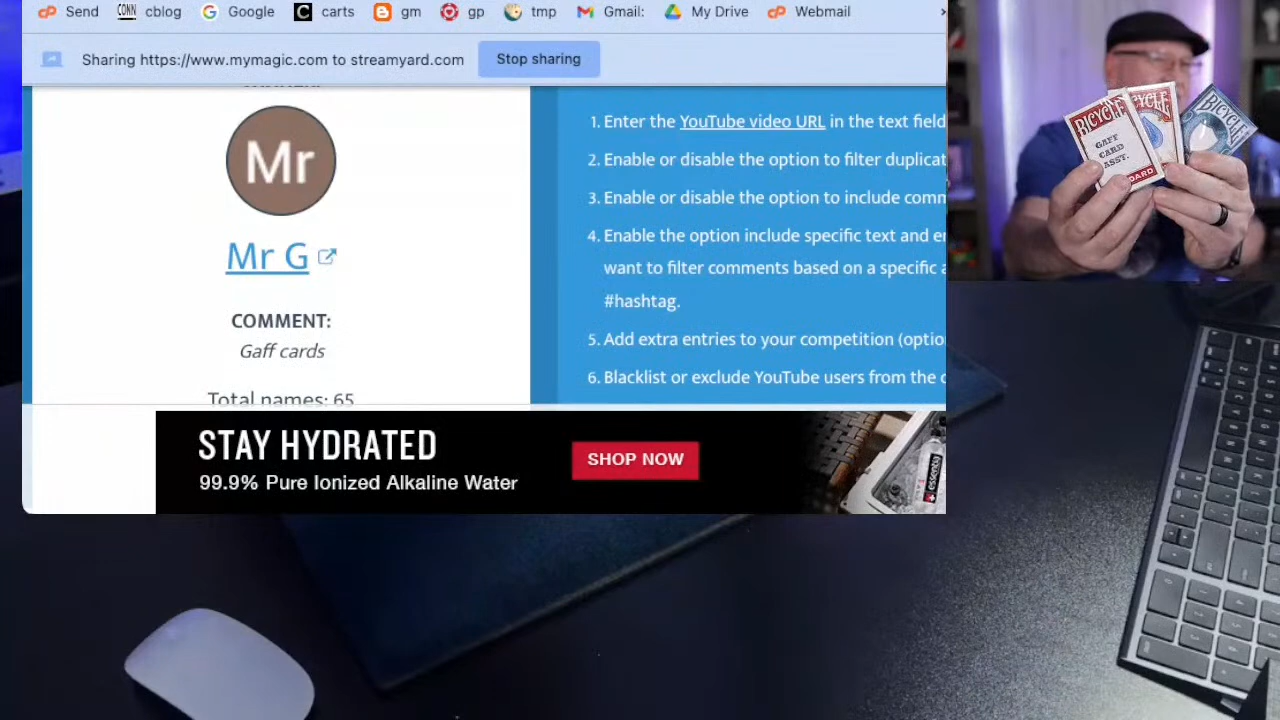 Send cblog Google carts gm gp tmp Gmail: My Drive Webmail
CONN
Sharing https://www.mymagic.com to streamyard.com Stop sharing
Mr
Mr G
COMMENT:
Gaff cards
Total names: 65
1. Enter the YouTube video URL in the text field
2. Enable or disable the option to filter duplicat
3. Enable or disable the option to include comm
4. Enable the option include specific text and e
want to filter comments based on a specific a
#hashtag.
5. Add extra entries to your competition (optio
6. Blacklist or exclude YouTube users from the
STAY HYDRATED
99.9% Pure Ionized Alkaline Water
SHOP NOW
essentia
BICYCLE
GAFF
CARD
ASST.
BICYCLE
BICYCLE